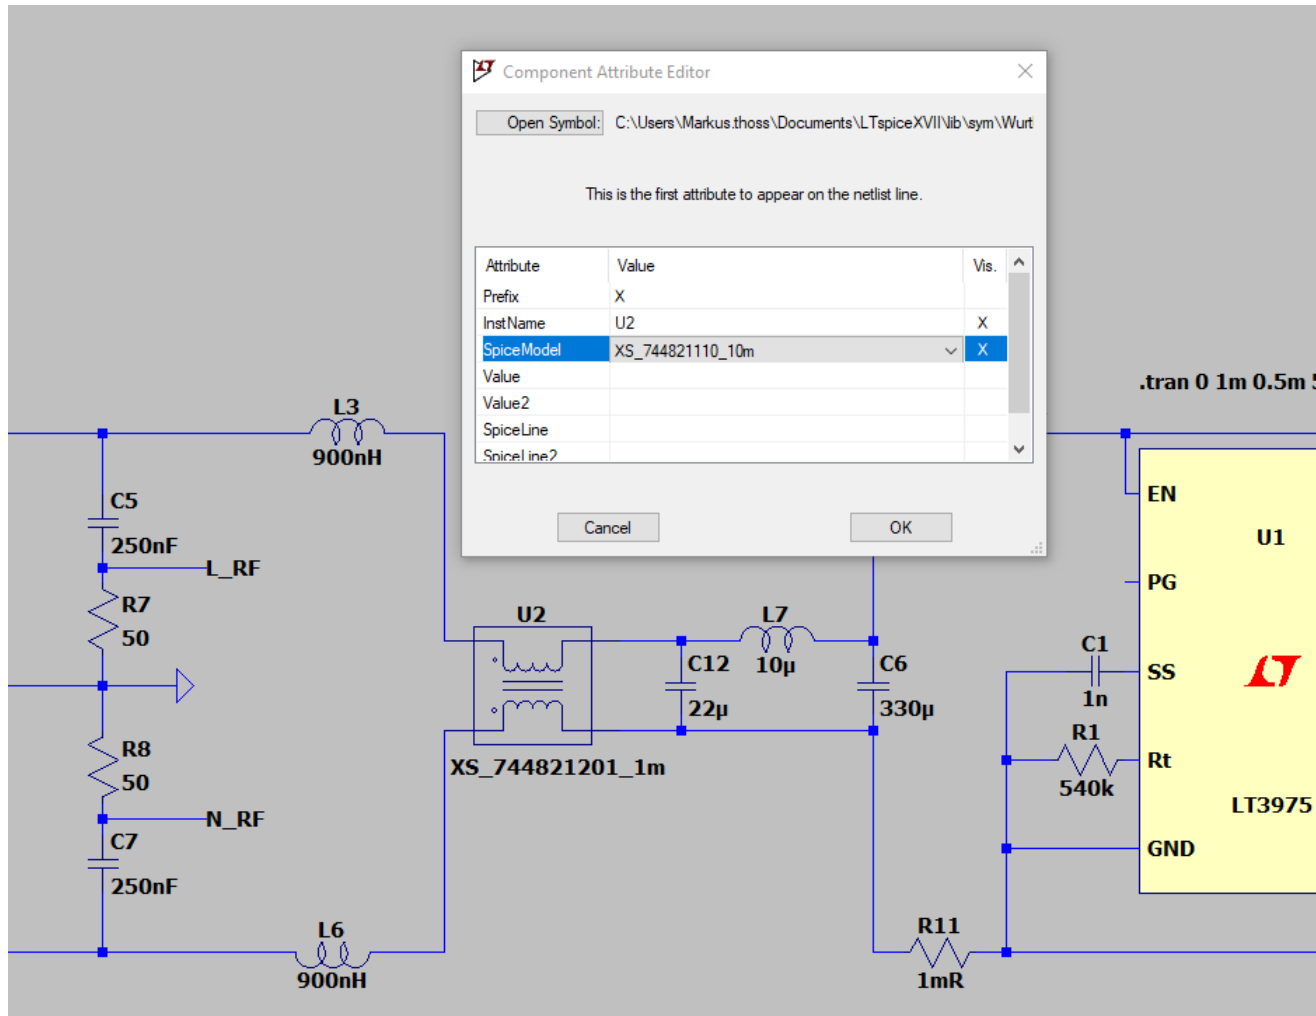 Component Attribute Editor
Open Symbol: C:\Users\Markus.thoss\Documents\LTspiceXVII\lib\sym\Wurt
This is the first attribute to appear on the netlist line.
Attribute Value Vis.
Prefix X
InstName U2 X
SpiceModel XS_744821110_10m X
Value
Value2
SpiceLine
SpiceLine2
Cancel OK
.tran 0 1m 0.5m 5
L3
900nH
C5
250nF
L_RF
R7
50
R8
50
N_RF
C7
250nF
L6
900nH
U2
XS_744821201_1m
L7
10µ
C12
22µ
C6
330µ
R11
1mR
C1
1n
R1
540k
EN
U1
PG
SS
Rt
LT3975
GND